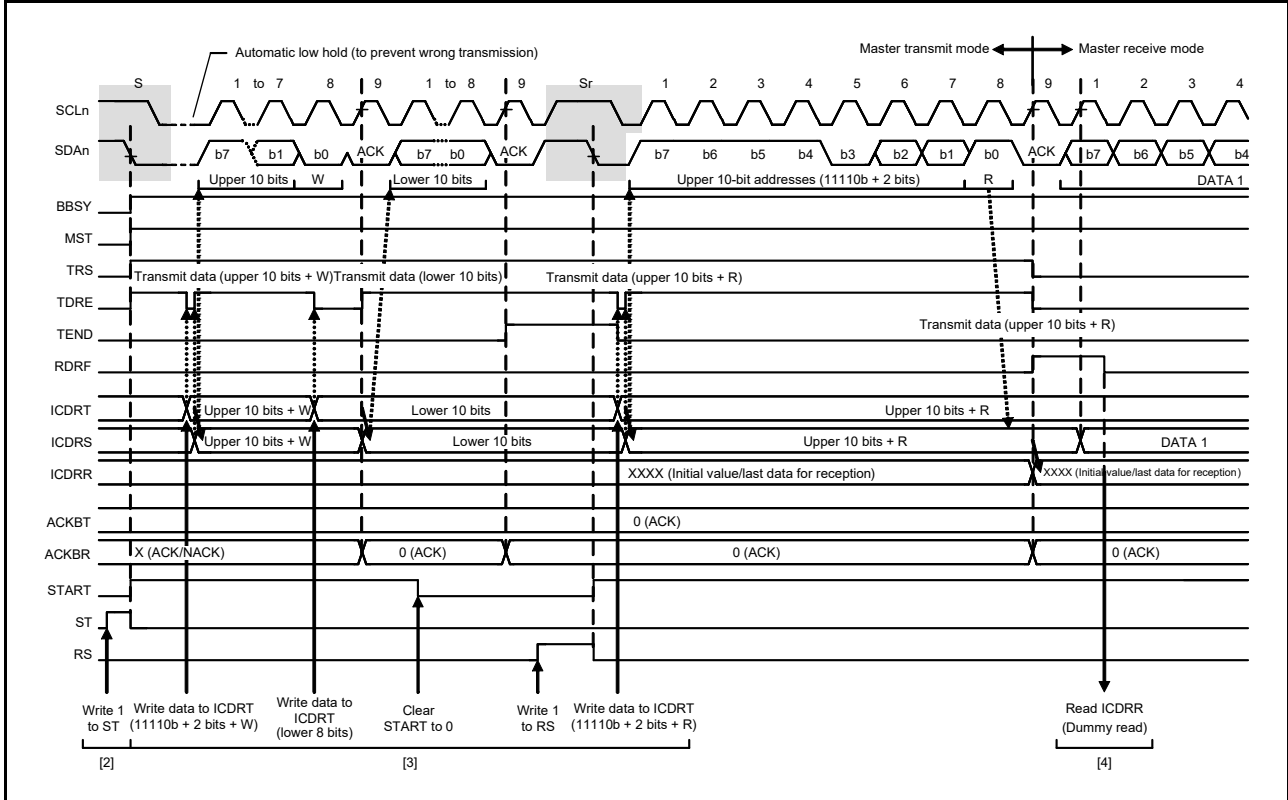 Automatic low hold (to prevent wrong transmission)
Master transmit mode
Master receive mode
S 1 to 7 8 9 1 to 8 9 Sr 1 2 3 4 5 6 7 8 9 1 2 3 4
SCLn
SDAn b7 b1 b0 ACK b7 b0 ACK b7 b6 b5 b4 b3 b2 b1 b0 ACK b7 b6 b5 b4
Upper 10 bits W Lower 10 bits Upper 10-bit addresses (11110b + 2 bits) R DATA 1
BBSY
MST
TRS
Transmit data (upper 10 bits + W) Transmit data (lower 10 bits) Transmit data (upper 10 bits + R)
TDRE
TEND
Transmit data (upper 10 bits + R)
RDRF
ICDRT Upper 10 bits + W Lower 10 bits Upper 10 bits + R
ICDRS Upper 10 bits + W Lower 10 bits Upper 10 bits + R DATA 1
ICDRR XXXX (Initial value/last data for reception) XXXX (Initial value/last data for reception)
ACKBT 0 (ACK)
ACKBR X (ACK/NACK) 0 (ACK) 0 (ACK) 0 (ACK)
START
ST
RS
Write 1
to ST
Write data to ICDRT
(11110b + 2 bits + W)
Write data to
ICDRT
(lower 8 bits)
Clear
START to 0
Write 1
to RS
Write data to ICDRT
(11110b + 2 bits + R)
Read ICDRR
(Dummy read)
[2] [3] [4]